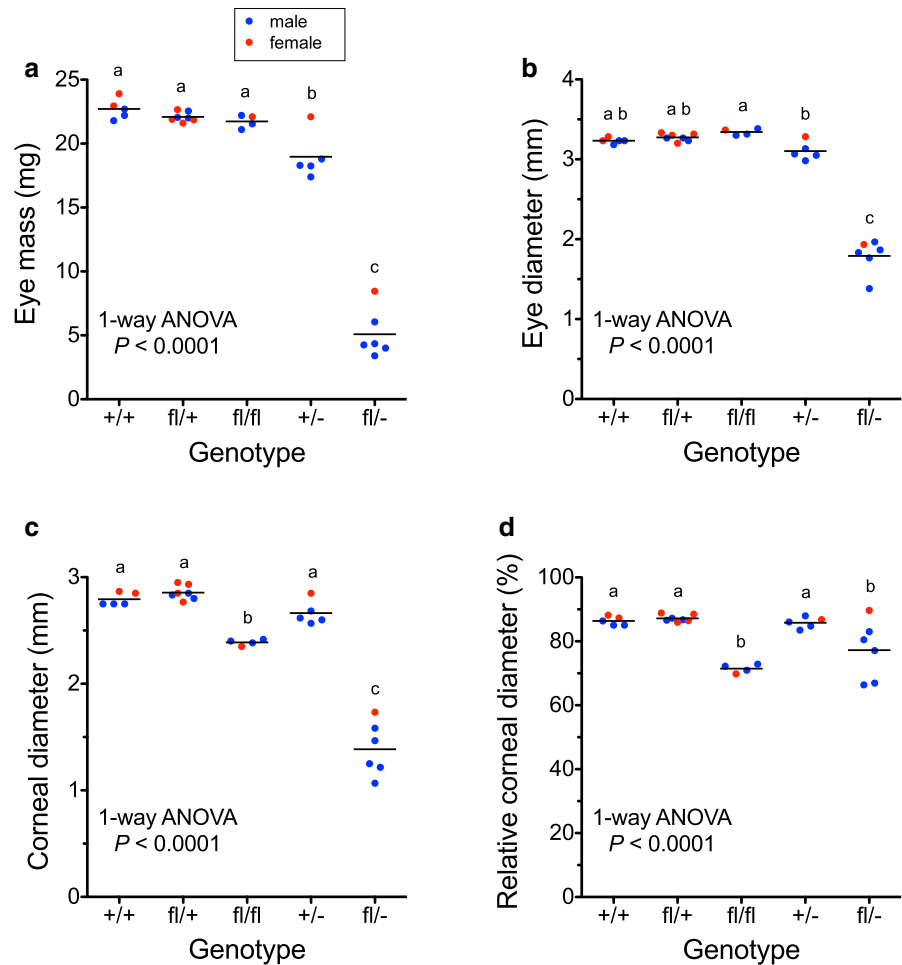 male
female
a
Eye mass (mg)
25
20
15
10
5
0
a
a
a
b
c
1-way ANOVA
P < 0.0001
+/+ fl/+ fl/fl +/- fl/-
Genotype
b
Eye diameter (mm)
4
3
2
1
0
a b
a b
a
b
c
1-way ANOVA
P < 0.0001
+/+ fl/+ fl/fl +/- fl/-
Genotype
c
Corneal diameter (mm)
3
2
1
0
a
a
b
a
c
1-way ANOVA
P < 0.0001
+/+ fl/+ fl/fl +/- fl/-
Genotype
d
Relative corneal diameter (%)
100
80
60
40
20
0
a
a
b
a
b
1-way ANOVA
P < 0.0001
+/+ fl/+ fl/fl +/- fl/-
Genotype